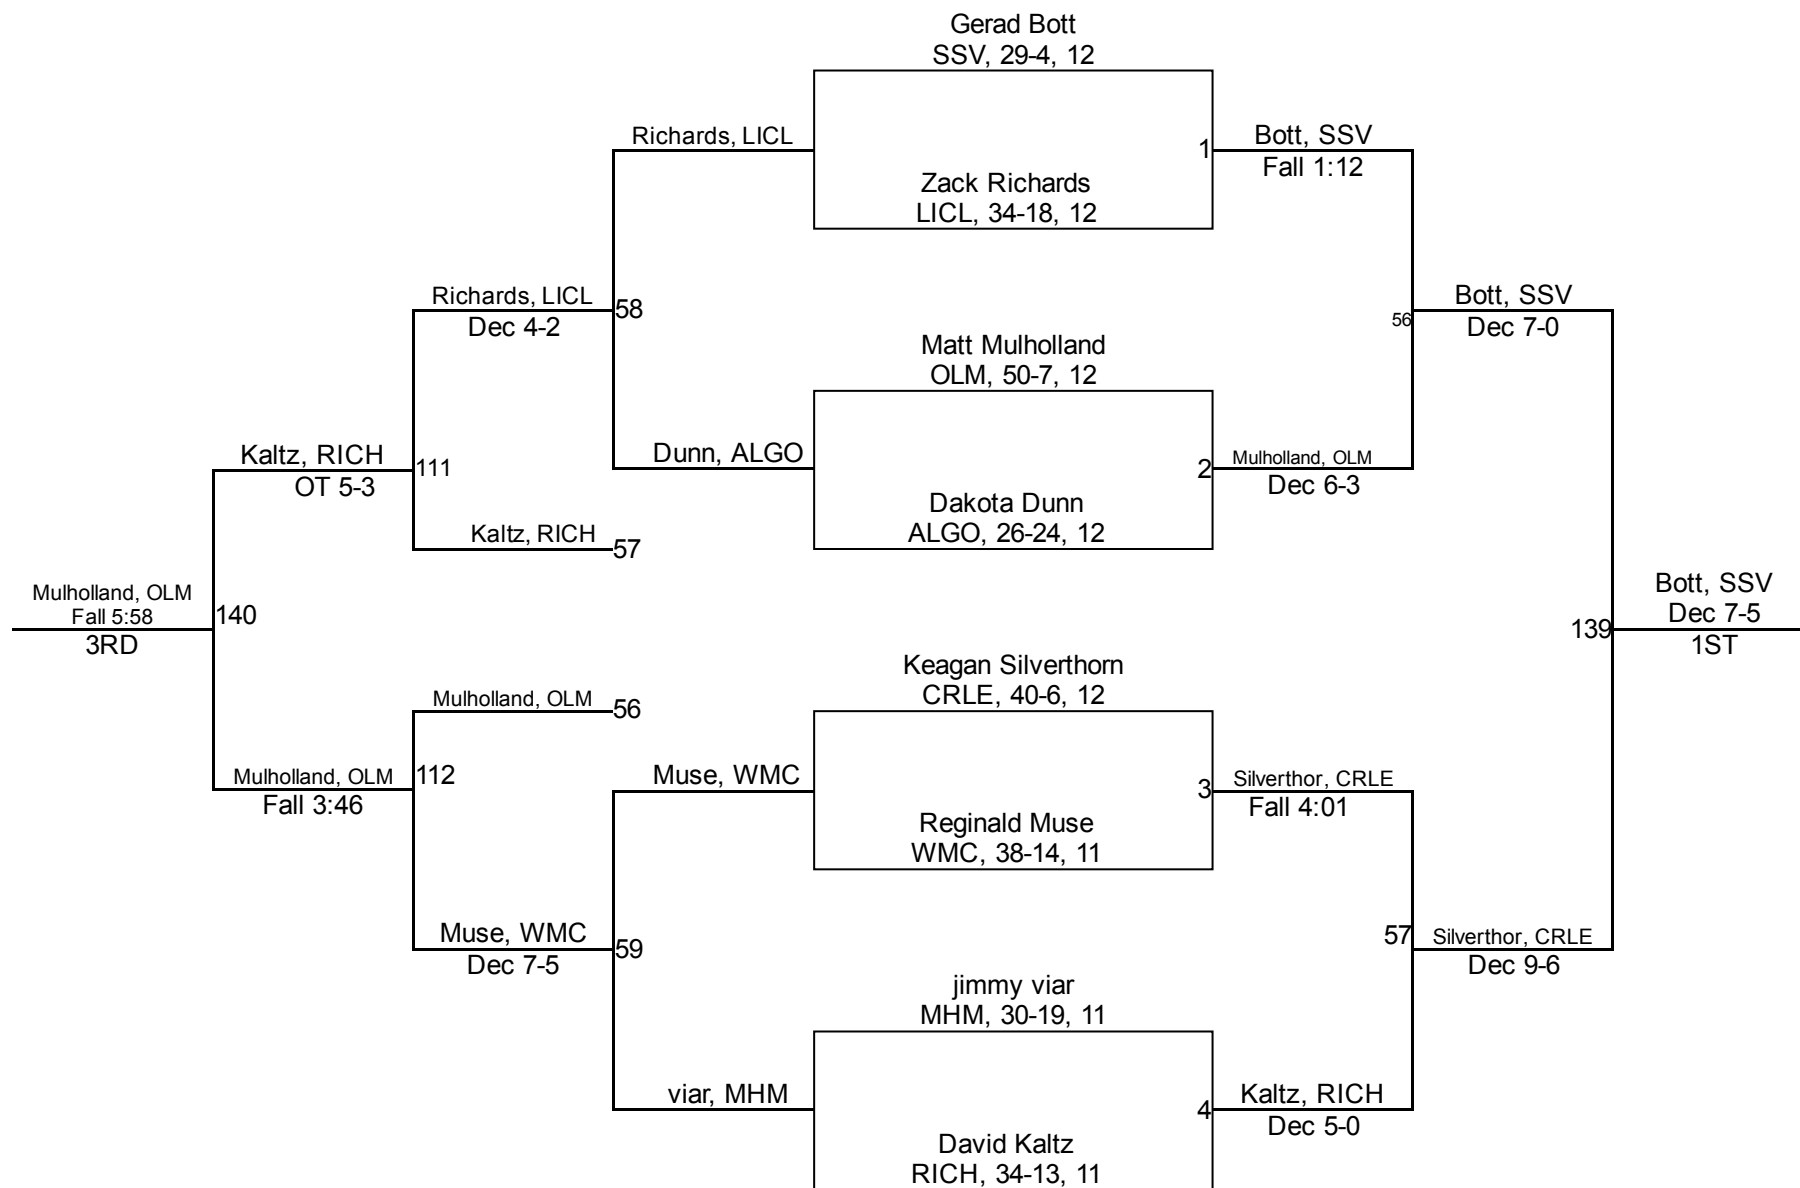 Gerad Bott
SSV, 29-4, 12
Richards, LICL
1
Bott, SSV
Fall 1:12
Zack Richards
LICL, 34-18, 12
Richards, LICL
Dec 4-2
58
56
Bott, SSV
Dec 7-0
Matt Mulholland
OLM, 50-7, 12
Kaltz, RICH
OT 5-3
111
Dunn, ALGO
2
Mulholland, OLM
Dec 6-3
Dakota Dunn
ALGO, 26-24, 12
Kaltz, RICH
57
Mulholland, OLM
Fall 5:58
3RD
140
139
Bott, SSV
Dec 7-5
1ST
Keagan Silverthorn
CRLE, 40-6, 12
Mulholland, OLM
56
Mulholland, OLM
Fall 3:46
112
Muse, WMC
3
Silverthor, CRLE
Fall 4:01
Reginald Muse
WMC, 38-14, 11
Muse, WMC
Dec 7-5
59
57
Silverthor, CRLE
Dec 9-6
jimmy viar
MHM, 30-19, 11
viar, MHM
4
Kaltz, RICH
Dec 5-0
David Kaltz
RICH, 34-13, 11